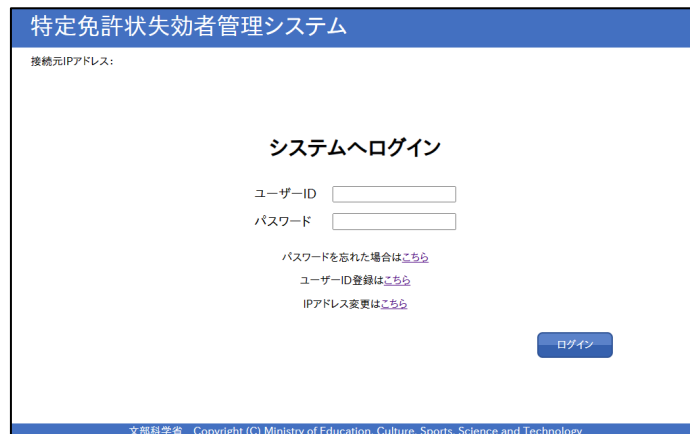 特定免許状失効者管理システム
接続元IPアドレス：
システムへログイン
ユーザーID
パスワード
パスワードを忘れた場合はこちら
ユーザーID登録はこちら
IPアドレス変更はこちら
ログイン
文部科学省　Copyright (C) Ministry of Education, Culture, Sports, Science and Technology